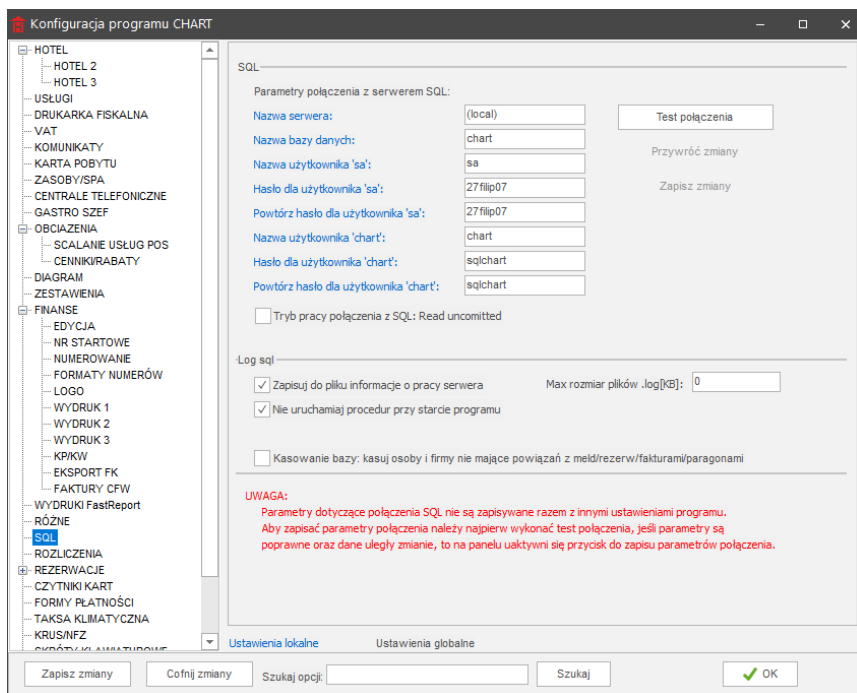 Konfiguracja programu CHART
HOTEL
HOTEL 2
HOTEL 3
USŁUGI
DRUKARKA FISKALNA
VAT
KOMUNIKATY
KARTA POBYTU
ZASOBY/SPA
CENTRALE TELEFONICZNE
GASTRO SZEF
OBCIAZENIA
SCALANIE USŁUG POS
CENNIKI/RABATY
DIAGRAM
ZESTAWIENIA
FINANSE
EDYCJA
NR STARTOWE
NUMEROWANIE
FORMATY NUMERÓW
LOGO
WYDRUK 1
WYDRUK 2
WYDRUK 3
KP/KW
EKSPORT FK
FAKTURY CFW
WYDRUKI FastReport
RÓŻNE
SQL
ROZLICZENIA
REZERWACJE
CZYTNIKI KART
FORMY PŁATNOŚCI
TAKSA KLIMATYCZNA
KRUS/NFZ
SQL
Parametry połączenia z serwerem SQL:
Nazwa serwera: (local)
Test połączenia
Nazwa bazy danych: chart
Przywróć zmiany
Nazwa użytkownika 'sa': sa
Hasło dla użytkownika 'sa': 27filip07
Zapisz zmiany
Powtórz hasło dla użytkownika 'sa': 27filip07
Nazwa użytkownika 'chart': chart
Hasło dla użytkownika 'chart': sqlchart
Powtórz hasło dla użytkownika 'chart': sqlchart
Tryb pracy połączenia z SQL: Read uncomitted
Log sql
Zapisuj do pliku informacje o pracy serwera
Max rozmiar plików .log[KB]: 0
Nie uruchamiaj procedur przy starcie programu
Kasowanie bazy: kasuj osoby i firmy nie mające powiązań z meld/rezerw/fakturami/paragonami
UWAGA:
Parametry dotyczące połączenia SQL nie są zapisywane razem z innymi ustawieniami programu.
Aby zapisać parametry połączenia należy najpierw wykonać test połączenia, jeśli parametry są
poprawne oraz dane uległy zmianie, to na panelu uaktywni się przycisk do zapisu parametrów połączenia.
Ustawienia lokalne
Ustawienia globalne
Zapisz zmiany
Cofnij zmiany
Szukaj opcji:
Szukaj
OK